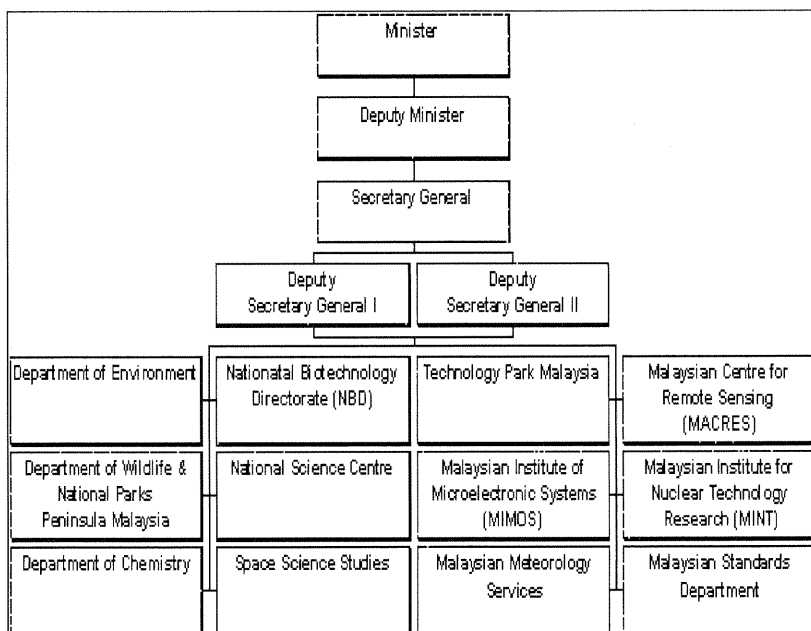 Minister
Deputy Minister
Secretary General
Deputy
Secretary General I
Deputy
Secretary General II
Department of Environment
Nationatal Biotechnology
Directorate (NBD)
Technology Park Malaysia
Malaysian Centre for
Remote Sensing
(MACRES)
Department of Wildlife &
National Parks
Peninsula Malaysia
National Science Centre
Malaysian Institute of
Microelectronic Systems
(MIMOS)
Malaysian Institute for
Nuclear Technology
Research (MINT)
Department of Chemistry
Space Science Studies
Malaysian Meteorology
Services
Malaysian Standards
Department